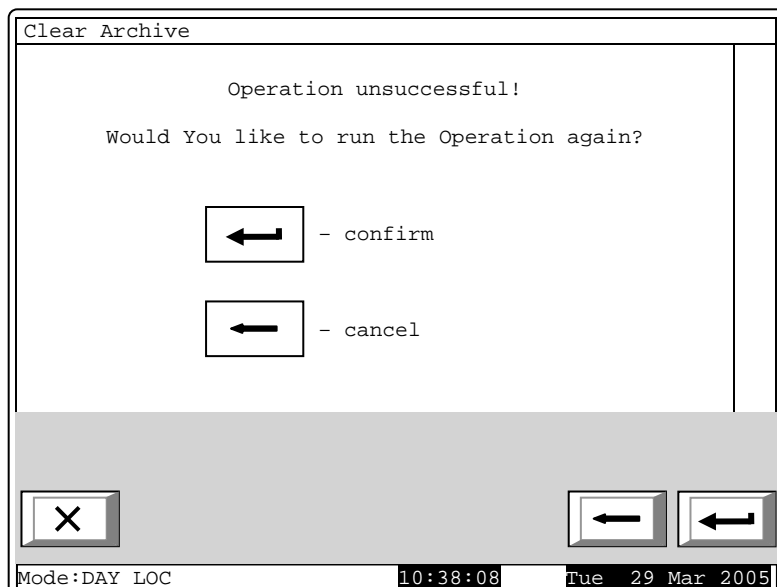 Clear Archive
Operation unsuccessful!
Would You like to run the Operation again?
– confirm
– cancel
Mode:DAY LOC 10:38:08 Tue 29 Mar 2005